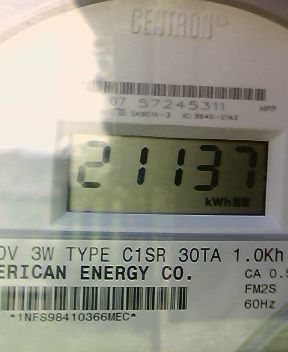 CENTRON®
07 57245311
21137
kWh
0V 3W TYPE C1SR 30TA 1.0Kh
ERICAN ENERGY CO.
CA 0.5
FM2S
60Hz
*1NFS98410366MEC*